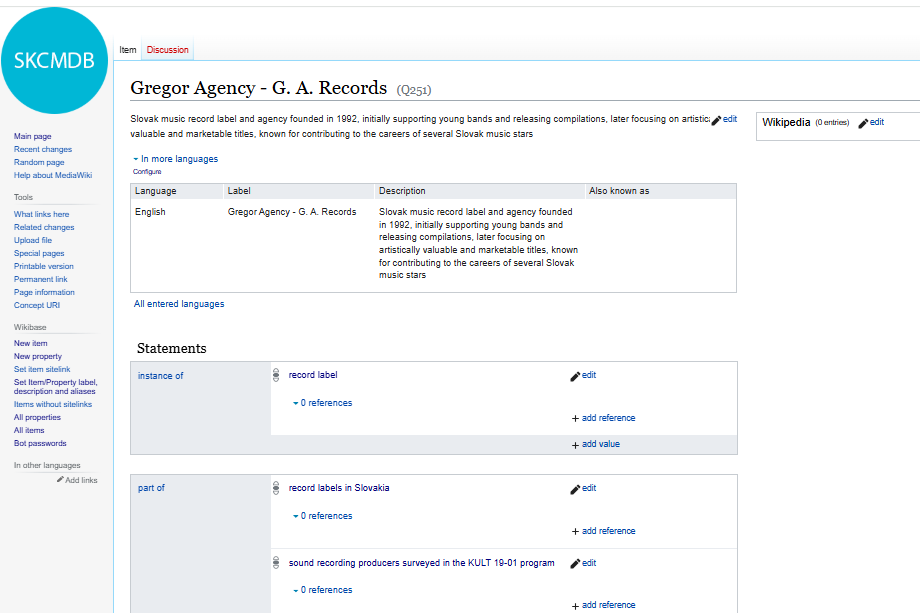 SKCMDB
Item
Discussion
Gregor Agency - G. A. Records (Q251)
Slovak music record label and agency founded in 1992, initially supporting young bands and releasing compilations, later focusing on artistic
edit
valuable and marketable titles, known for contributing to the careers of several Slovak music stars
Wikipedia (0 entries)
edit
In more languages
Configure
Language
Label
Description
Also known as
English
Gregor Agency - G. A. Records
Slovak music record label and agency founded
in 1992, initially supporting young bands and
releasing compilations, later focusing on
artistically valuable and marketable titles, known
for contributing to the careers of several Slovak
music stars
All entered languages
Main page
Recent changes
Random page
Help about MediaWiki
Tools
What links here
Related changes
Upload file
Special pages
Printable version
Permanent link
Page information
Concept URI
Wikibase
New item
New property
Set item sitelink
Set Item/Property label,
description and aliases
Items without sitelinks
All properties
All items
Bot passwords
In other languages
Add links
Statements
instance of
record label
edit
0 references
+ add reference
+ add value
part of
record labels in Slovakia
edit
0 references
+ add reference
sound recording producers surveyed in the KULT 19-01 program
edit
0 references
+ add reference